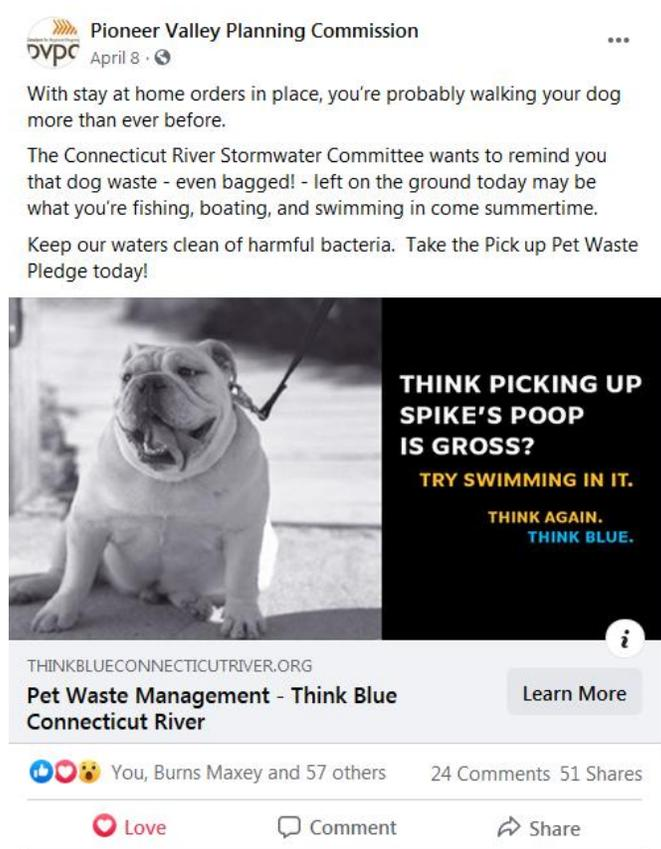 Pioneer Valley Planning Commission
pvpc
April 8 ·
With stay at home orders in place, you're probably walking your dog
more than ever before.
The Connecticut River Stormwater Committee wants to remind you
that dog waste - even bagged! - left on the ground today may be
what you're fishing, boating, and swimming in come summertime.
Keep our waters clean of harmful bacteria. Take the Pick up Pet Waste
Pledge today!
THINK PICKING UP
SPIKE'S POOP
IS GROSS?
TRY SWIMMING IN IT.
THINK AGAIN.
THINK BLUE.
i
THINKBLUECONNECTICUTRIVER.ORG
Pet Waste Management - Think Blue
Connecticut River
Learn More
You, Burns Maxey and 57 others
24 Comments 51 Shares
Love
Comment
Share